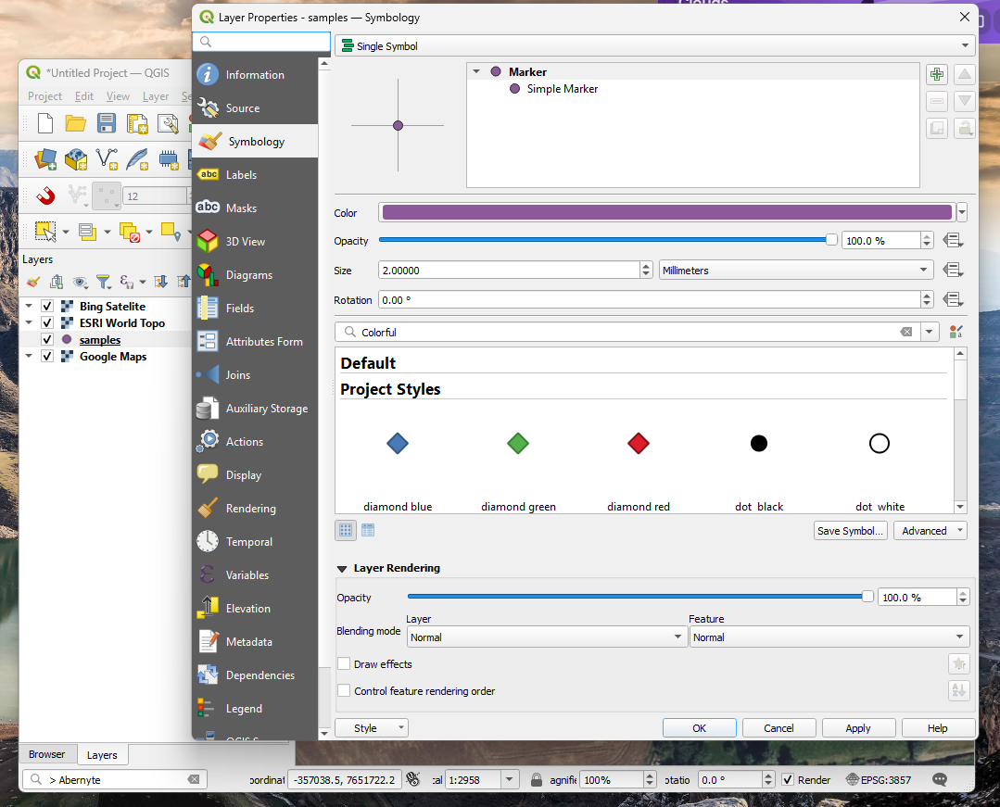 Clouds
Layer Properties - samples — Symbology
Single Symbol
*Untitled Project — QGIS
Project Edit View Layer Se
12
Layers
Bing Satelite
ESRI World Topo
samples
Google Maps
Browser
Layers
Information
Source
Symbology
abc Labels
abc Masks
3D View
Diagrams
Fields
Attributes Form
Joins
Auxiliary Storage
Actions
Display
Rendering
Temporal
Variables
Elevation
Metadata
Dependencies
Legend
Marker
Simple Marker
Color
Opacity 100.0 %
Size 2.00000 Millimeters
Rotation 0.00 °
Colorful
Default
Project Styles
diamond blue diamond green diamond red dot black dot white
Save Symbol... Advanced
Layer Rendering
Opacity 100.0 %
Layer Feature
Blending mode Normal Normal
Draw effects
Control feature rendering order
Style OK Cancel Apply Help
> Abernyte oordinat -357038.5, 7651722.2 :al 1:2958 agnifie 100% otatio 0.0 ° Render EPSG:3857